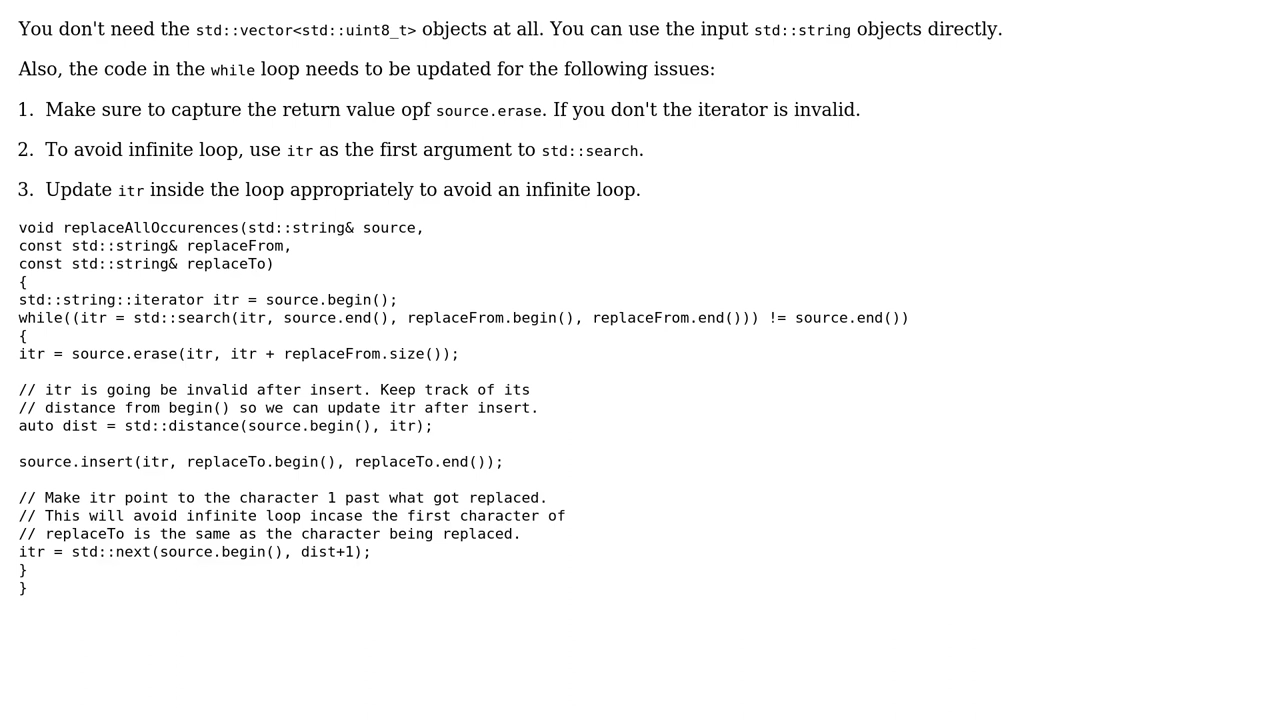 You don't need the std::vector<std::uint8_t> objects at all. You can use the input std::string objects directly.
Also, the code in the while loop needs to be updated for the following issues:
1. Make sure to capture the return value opf source.erase. If you don't the iterator is invalid.
2. To avoid infinite loop, use itr as the first argument to std::search.
3. Update itr inside the loop appropriately to avoid an infinite loop.
void replaceAllOccurences(std::string& source,
const std::string& replaceFrom,
const std::string& replaceTo)
{
std::string::iterator itr = source.begin();
while((itr = std::search(itr, source.end(), replaceFrom.begin(), replaceFrom.end())) != source.end())
{
itr = source.erase(itr, itr + replaceFrom.size());
// itr is going be invalid after insert. Keep track of its
// distance from begin() so we can update itr after insert.
auto dist = std::distance(source.begin(), itr);
source.insert(itr, replaceTo.begin(), replaceTo.end());
// Make itr point to the character 1 past what got replaced.
// This will avoid infinite loop incase the first character of
// replaceTo is the same as the character being replaced.
itr = std::next(source.begin(), dist+1);
}
}